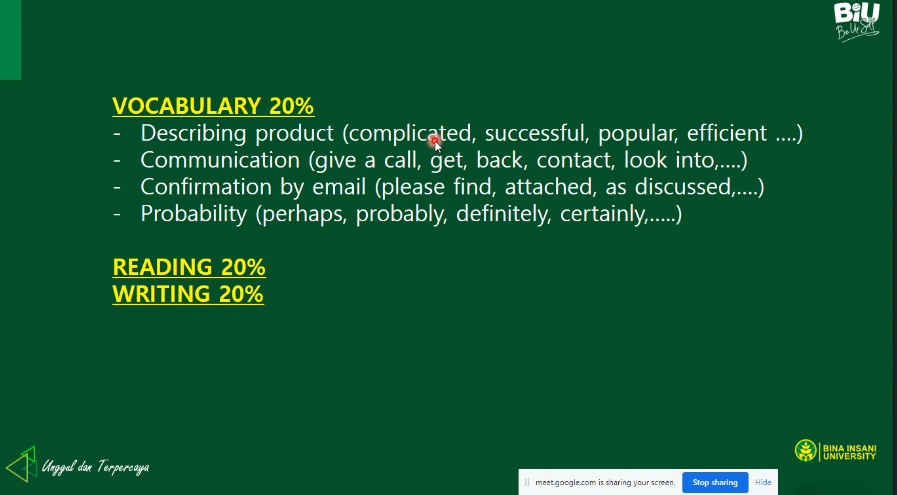 BiU
Be Ur Self
VOCABULARY 20%
- Describing product (complicated, successful, popular, efficient ....)
- Communication (give a call, get, back, contact, look into,....)
- Confirmation by email (please find, attached, as discussed,....)
- Probability (perhaps, probably, definitely, certainly,.....)
READING 20%
WRITING 20%
Unggul dan Terpercaya
BINA INSANI
UNIVERSITY
meet.google.com is sharing your screen.
Stop sharing
Hide